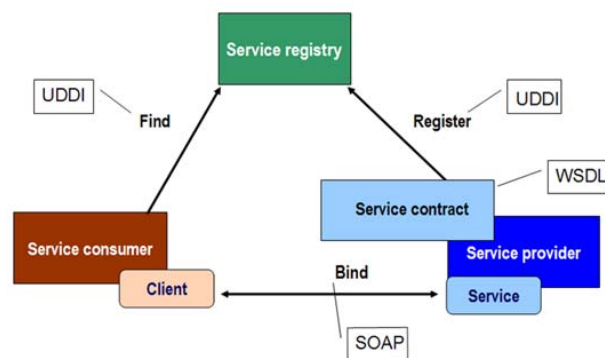 Service registry
UDDI
UDDI
Find
Register
WSDL
Service contract
Service consumer
Service provider
Bind
Client
Service
SOAP